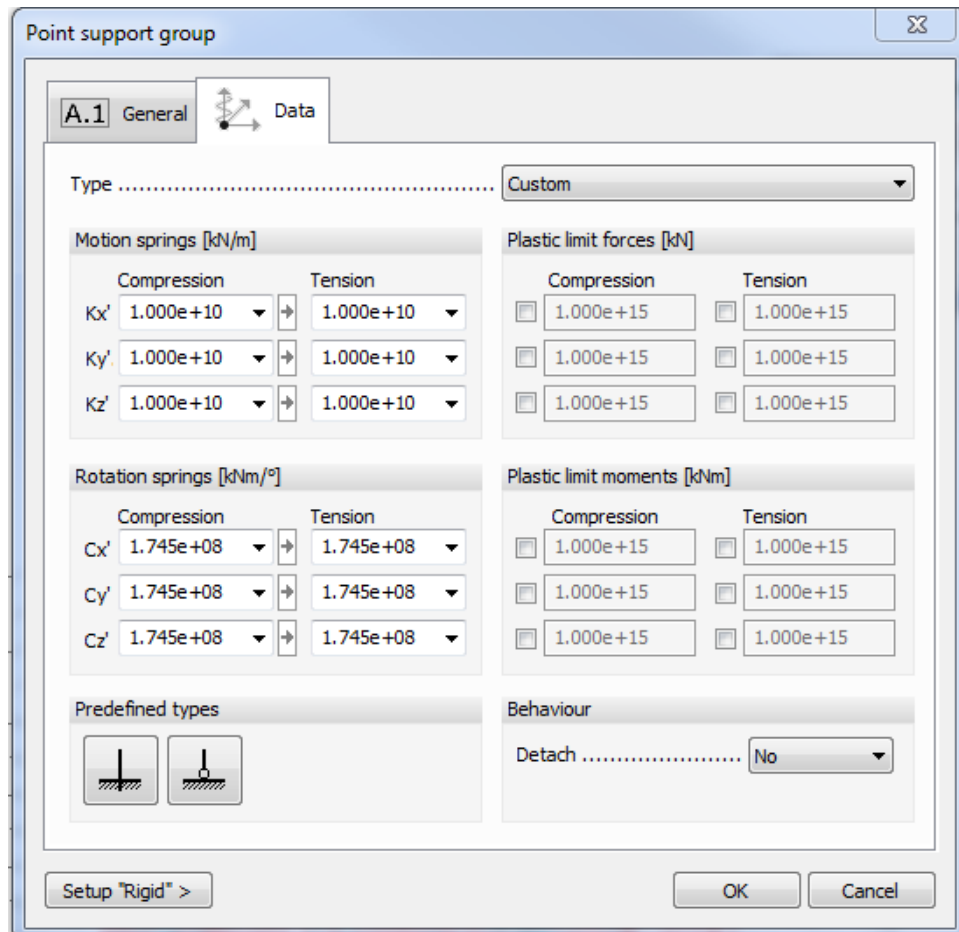 Point support group
A.1 General Data
Type ...................................................... Custom
Motion springs [kN/m] Plastic limit forces [kN]
Compression Tension Compression Tension
Kx' 1.000e+10 1.000e+10 1.000e+15 1.000e+15
Ky' 1.000e+10 1.000e+10 1.000e+15 1.000e+15
Kz' 1.000e+10 1.000e+10 1.000e+15 1.000e+15
Rotation springs [kNm/°] Plastic limit moments [kNm]
Compression Tension Compression Tension
Cx' 1.745e+08 1.745e+08 1.000e+15 1.000e+15
Cy' 1.745e+08 1.745e+08 1.000e+15 1.000e+15
Cz' 1.745e+08 1.745e+08 1.000e+15 1.000e+15
Predefined types Behaviour
Detach ....................... No
Setup "Rigid" > OK Cancel